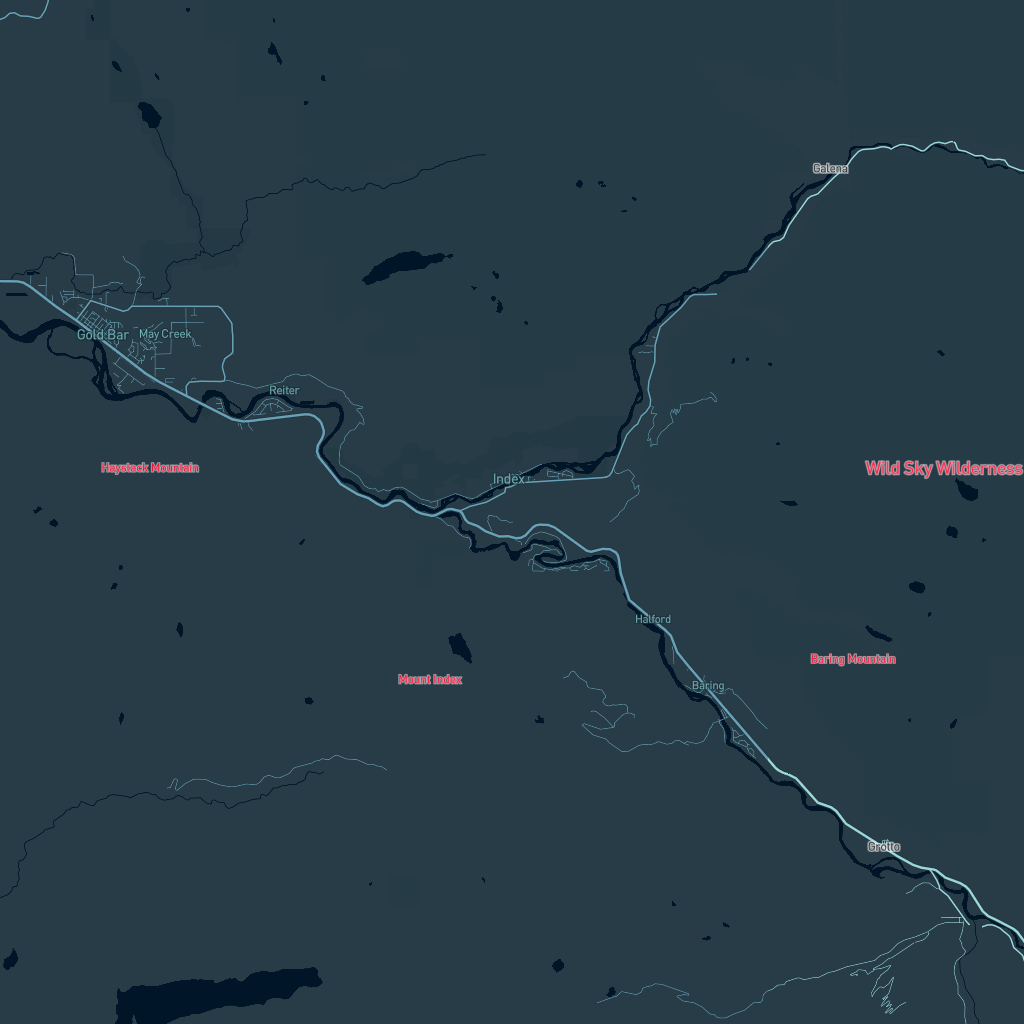 Galena
Gold Bar
May Creek
Reiter
Haystack Mountain
Wild Sky Wilderness
Index
Halford
Baring Mountain
Mount Index
Baring
Grotto